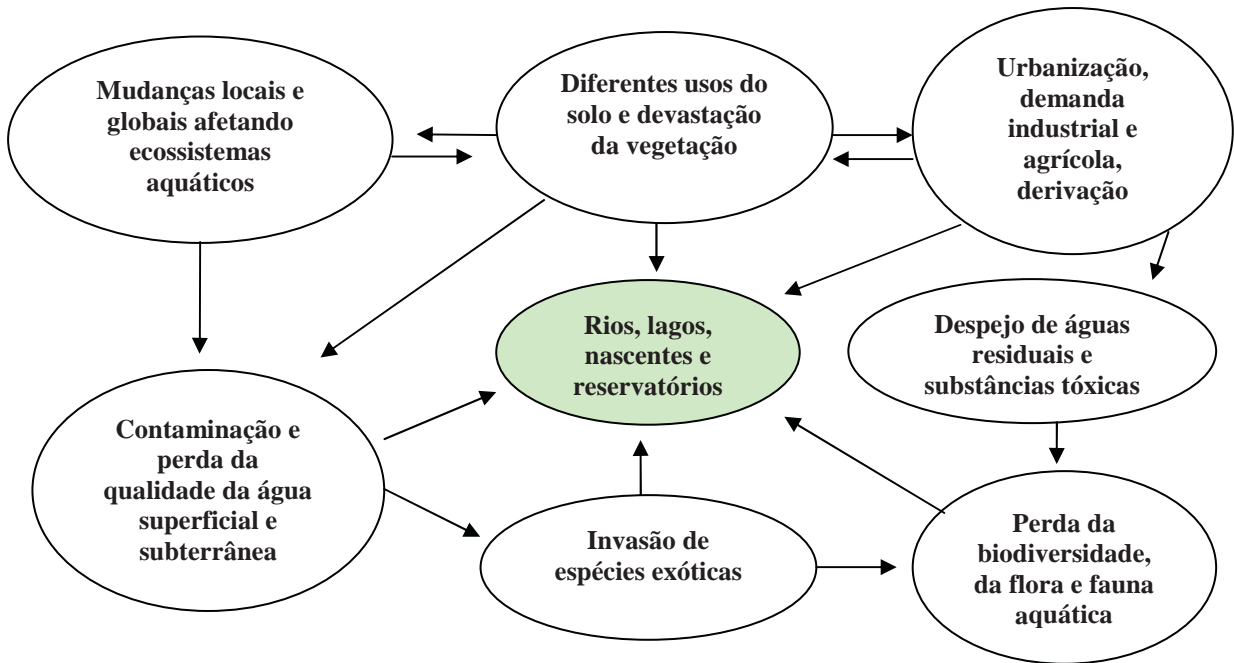 Mudanças locais e
globais afetando
ecossistemas
aquáticos
Diferentes usos do
solo e devastação
da vegetação
Urbanização,
demanda
industrial e
agrícola,
derivação
Rios, lagos,
nascentes e
reservatórios
Despejo de águas
residuais e
substâncias tóxicas
Contaminação e
perda da
qualidade da água
superficial e
subterrânea
Invasão de
espécies exóticas
Perda da
biodiversidade,
da flora e fauna
aquática